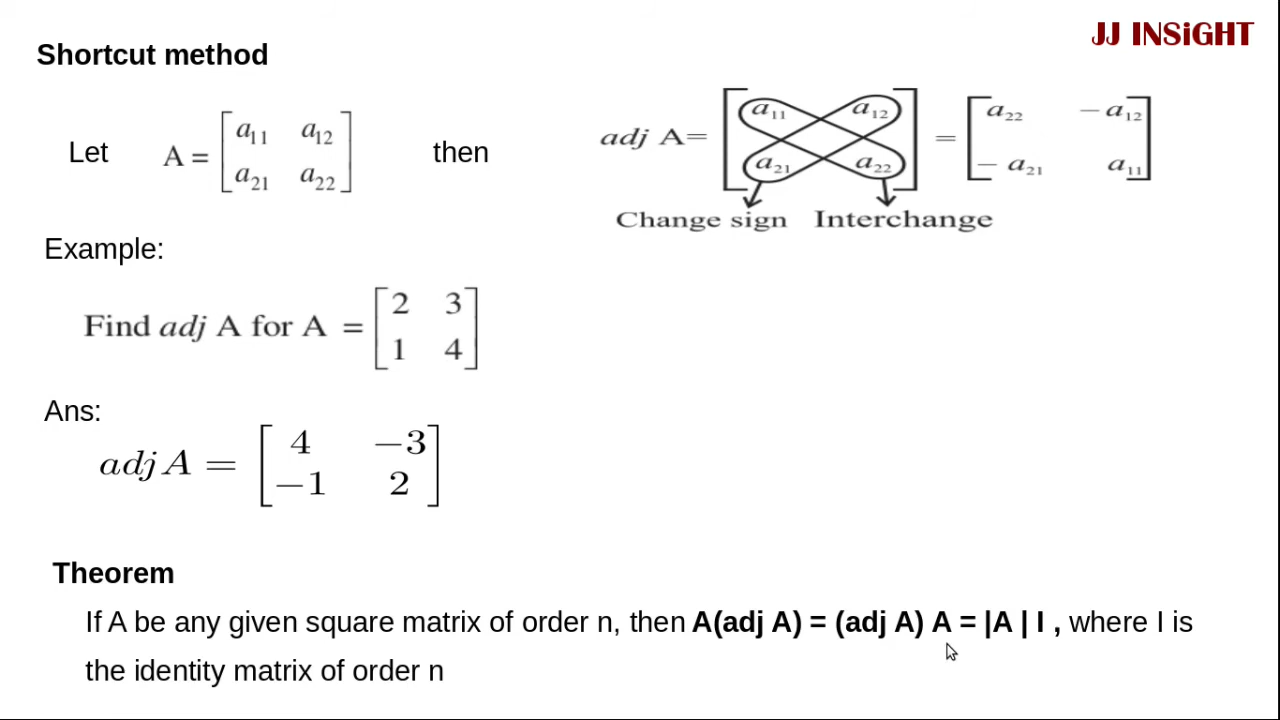 JJ INSiGHT
Shortcut method
Let A = [ a₁₁ a₁₂
a₂₁ a₂₂ ] then
adj A= [ a₁₁ a₁₂
a₂₁ a₂₂ ] = [ a₂₂ − a₁₂
− a₂₁ a₁₁ ]
Change sign Interchange
Example:
Find adj A for A = [ 2 3
1 4 ]
Ans:
adj A = [ 4 −3
−1 2 ]
Theorem
If A be any given square matrix of order n, then A(adj A) = (adj A) A = |A | I , where I is
the identity matrix of order n